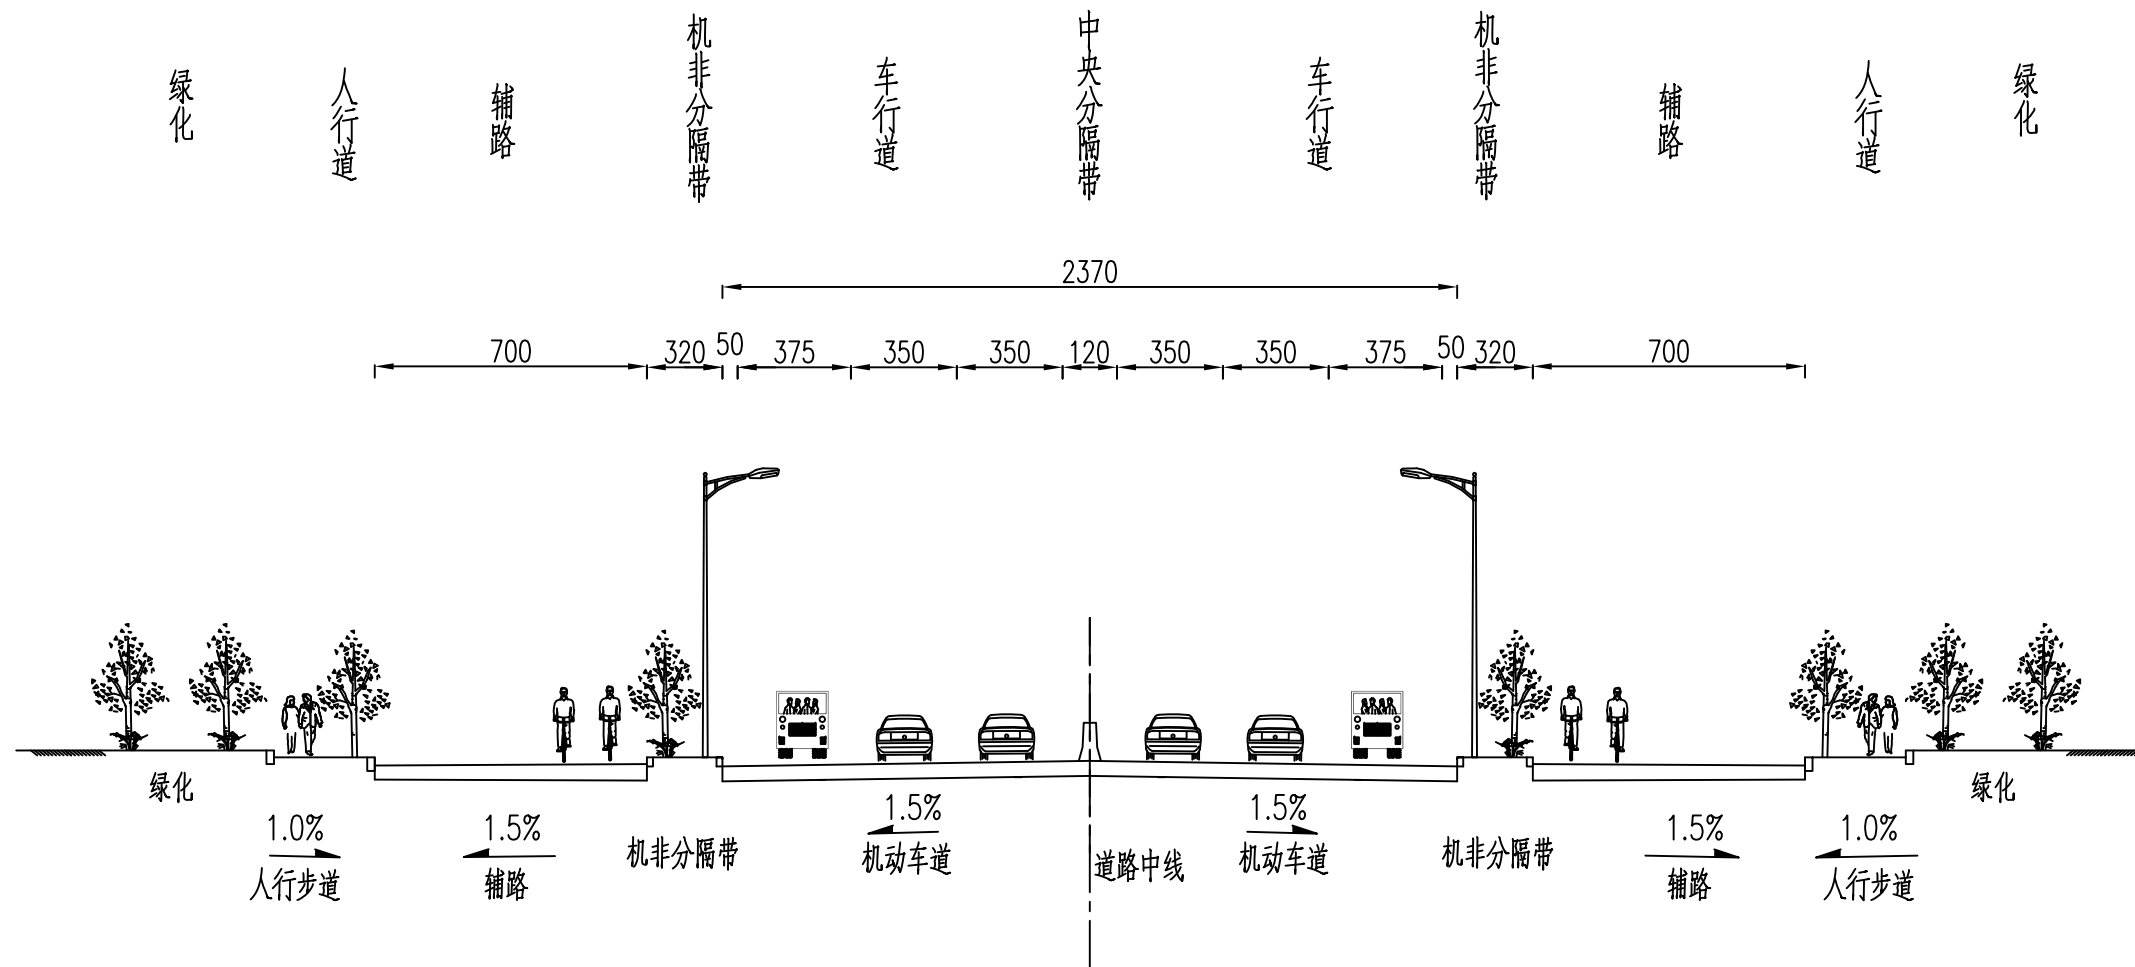 绿化
人行道
辅路
机非分隔带
车行道
中央分隔带
车行道
机非分隔带
辅路
人行道
绿化
2370
700
320
50
375
350
350
120
350
350
375
50
320
700
绿化
绿化
1.0%
1.5%
1.5%
1.5%
1.5%
1.0%
人行步道
辅路
机非分隔带
机动车道
道路中线
机动车道
机非分隔带
辅路
人行步道